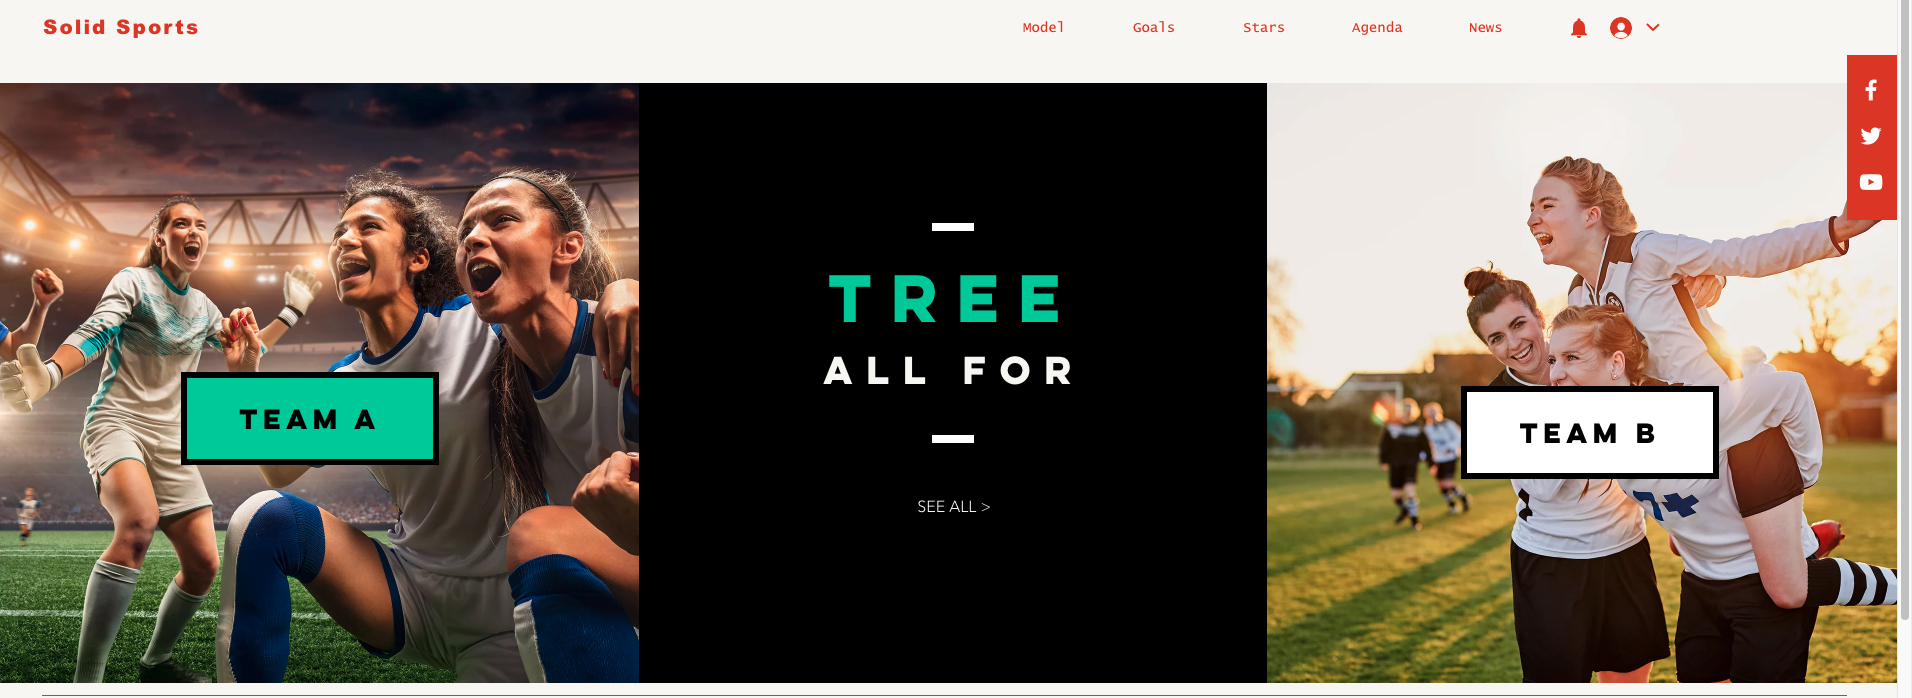 Solid Sports
Model
Goals
Stars
Agenda
News
TEAM A
TREE
ALL FOR
SEE ALL >
TEAM B